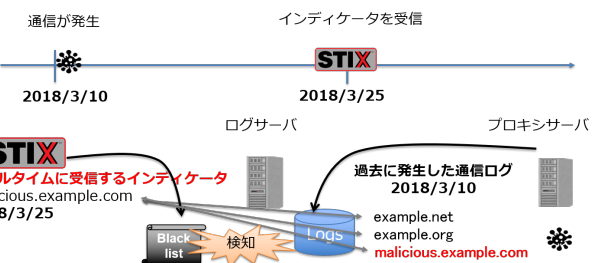 通信が発生
インディケータを受信
STIX
2018/3/10
2018/3/25
ログサーバ
プロキシサーバ
STIX
ルタイムに受信するインディケータ
cious.example.com
8/3/25
過去に発生した通信ログ
2018/3/10
example.net
example.org
malicious.example.com
Black
list
検知
Logs